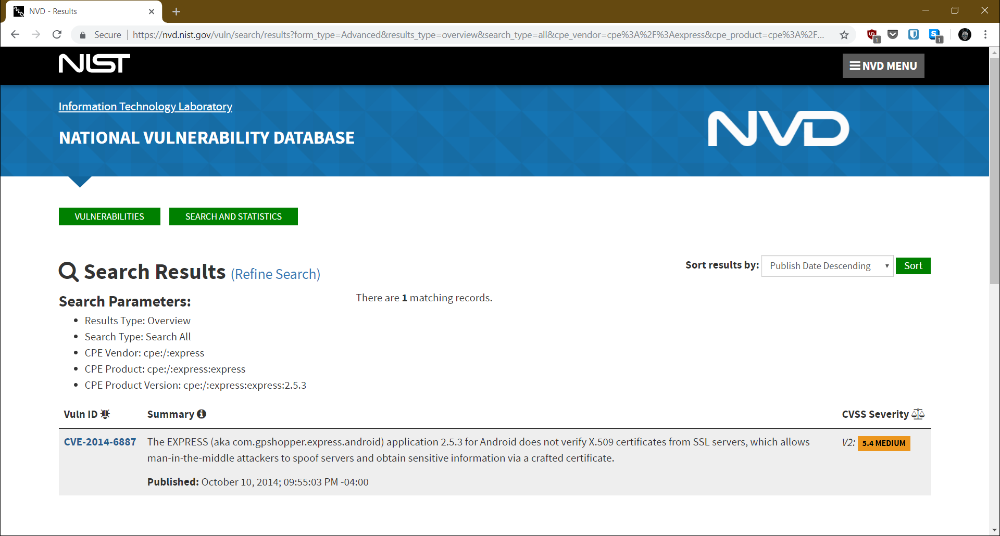 NVD - Results
Secure
https://nvd.nist.gov/vuln/search/results?form_type=Advanced&results_type=overview&search_type=all&cpe_vendor=cpe%3A%2F%3Aexpress&cpe_product=cpe%3A%2F...
1
S
1
NIST
NVD MENU
Information Technology Laboratory
NATIONAL VULNERABILITY DATABASE
NVD
VULNERABILITIES
SEARCH AND STATISTICS
Search Results (Refine Search)
Sort results by: Publish Date Descending Sort
Search Parameters:
There are 1 matching records.
• Results Type: Overview
• Search Type: Search All
• CPE Vendor: cpe:/:express
• CPE Product: cpe:/:express:express
• CPE Product Version: cpe:/:express:express:2.5.3
Vuln ID Summary CVSS Severity
CVE-2014-6887 The EXPRESS (aka com.gpshopper.express.android) application 2.5.3 for Android does not verify X.509 certificates from SSL servers, which allows V2: 5.4 MEDIUM
man-in-the-middle attackers to spoof servers and obtain sensitive information via a crafted certificate.
Published: October 10, 2014; 09:55:03 PM -04:00